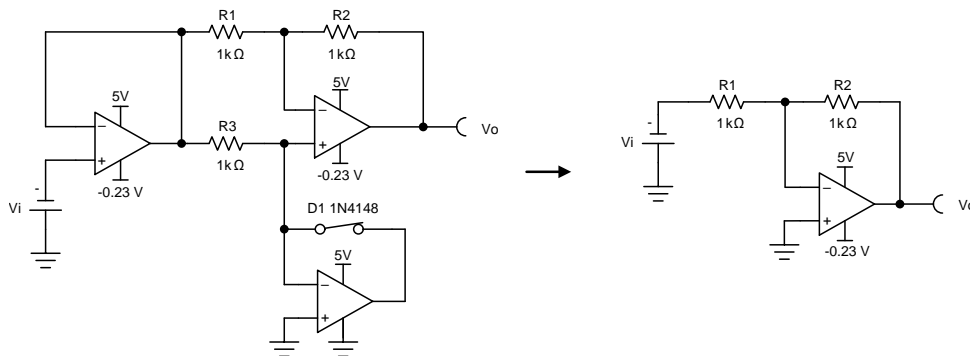 R1
R2
1kΩ
1kΩ
5V
5V
−
+
R3
1kΩ
−
+
Vo
-0.23 V
-0.23 V
-
Vi
D1 1N4148
5V
−
+
R1
R2
1kΩ
1kΩ
-
Vi
5V
−
+
Vo
-0.23 V